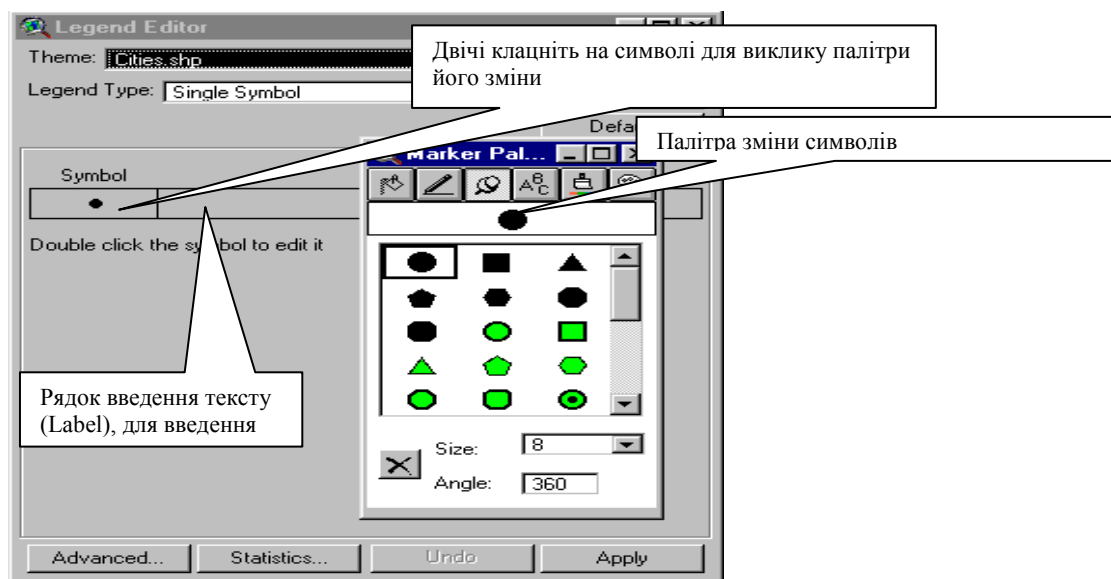 Legend Editor
Theme: Cities.shp
Двічі клацніть на символі для виклику палітри
його зміни
Legend Type: Single Symbol
Defau
Палітра зміни символів
Marker Pal...
Symbol
ABC
Double click the symbol to edit it
Рядок введення тексту
(Label), для введення
Size: 8
Angle: 360
Advanced... Statistics... Undo Apply